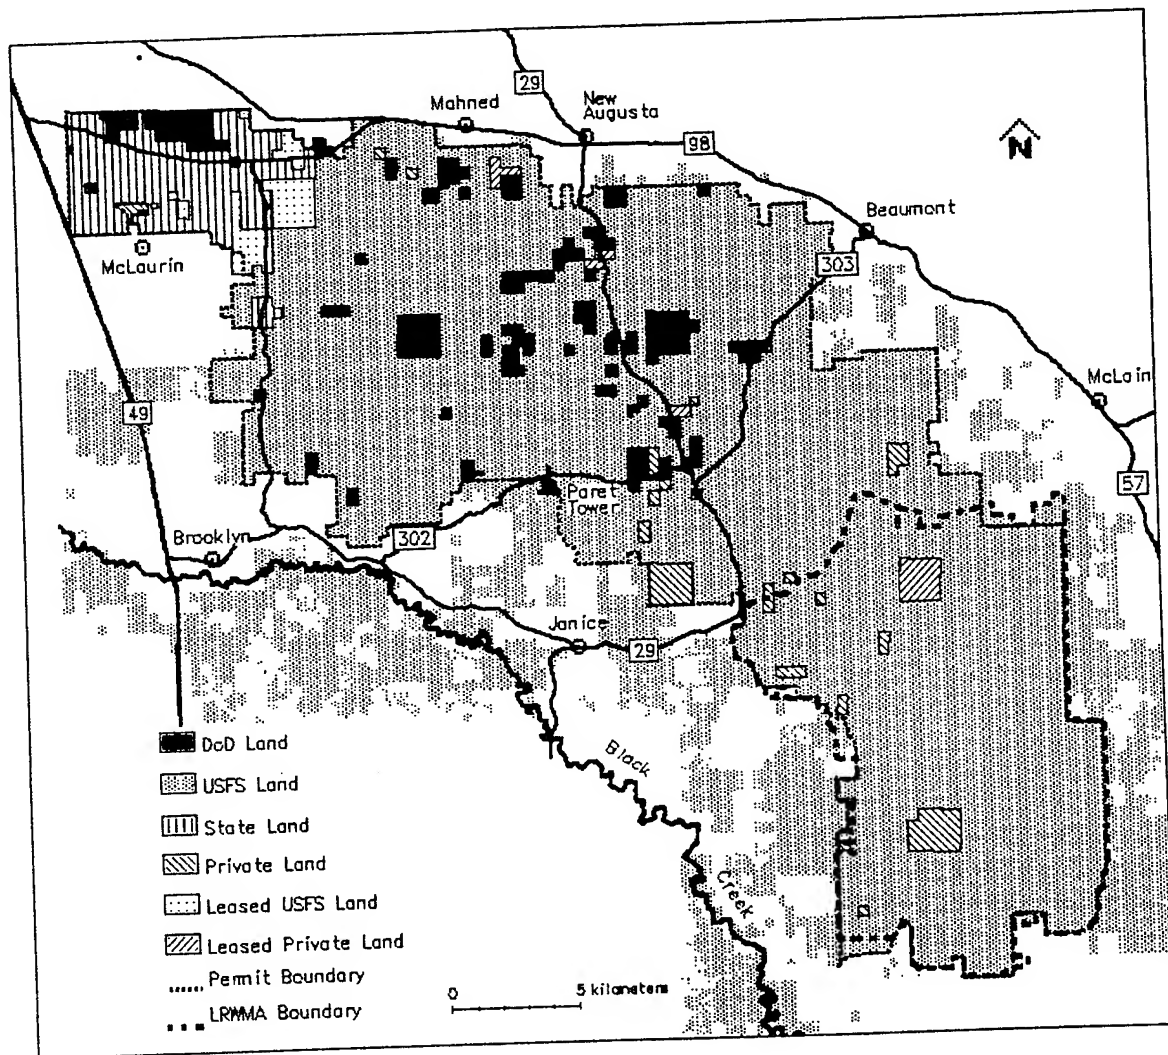 29
Mahned
New
Augusta
98
N
Beaumont
McLaurin
303
McLain
49
57
Paret
Tower
Brooklyn
302
Janice
29
DoD Land
USFS Land
State Land
Private Land
Leased USFS Land
Leased Private Land
Permit Boundary
LRWMA Boundary
Black
Creek
0
5 kilometers